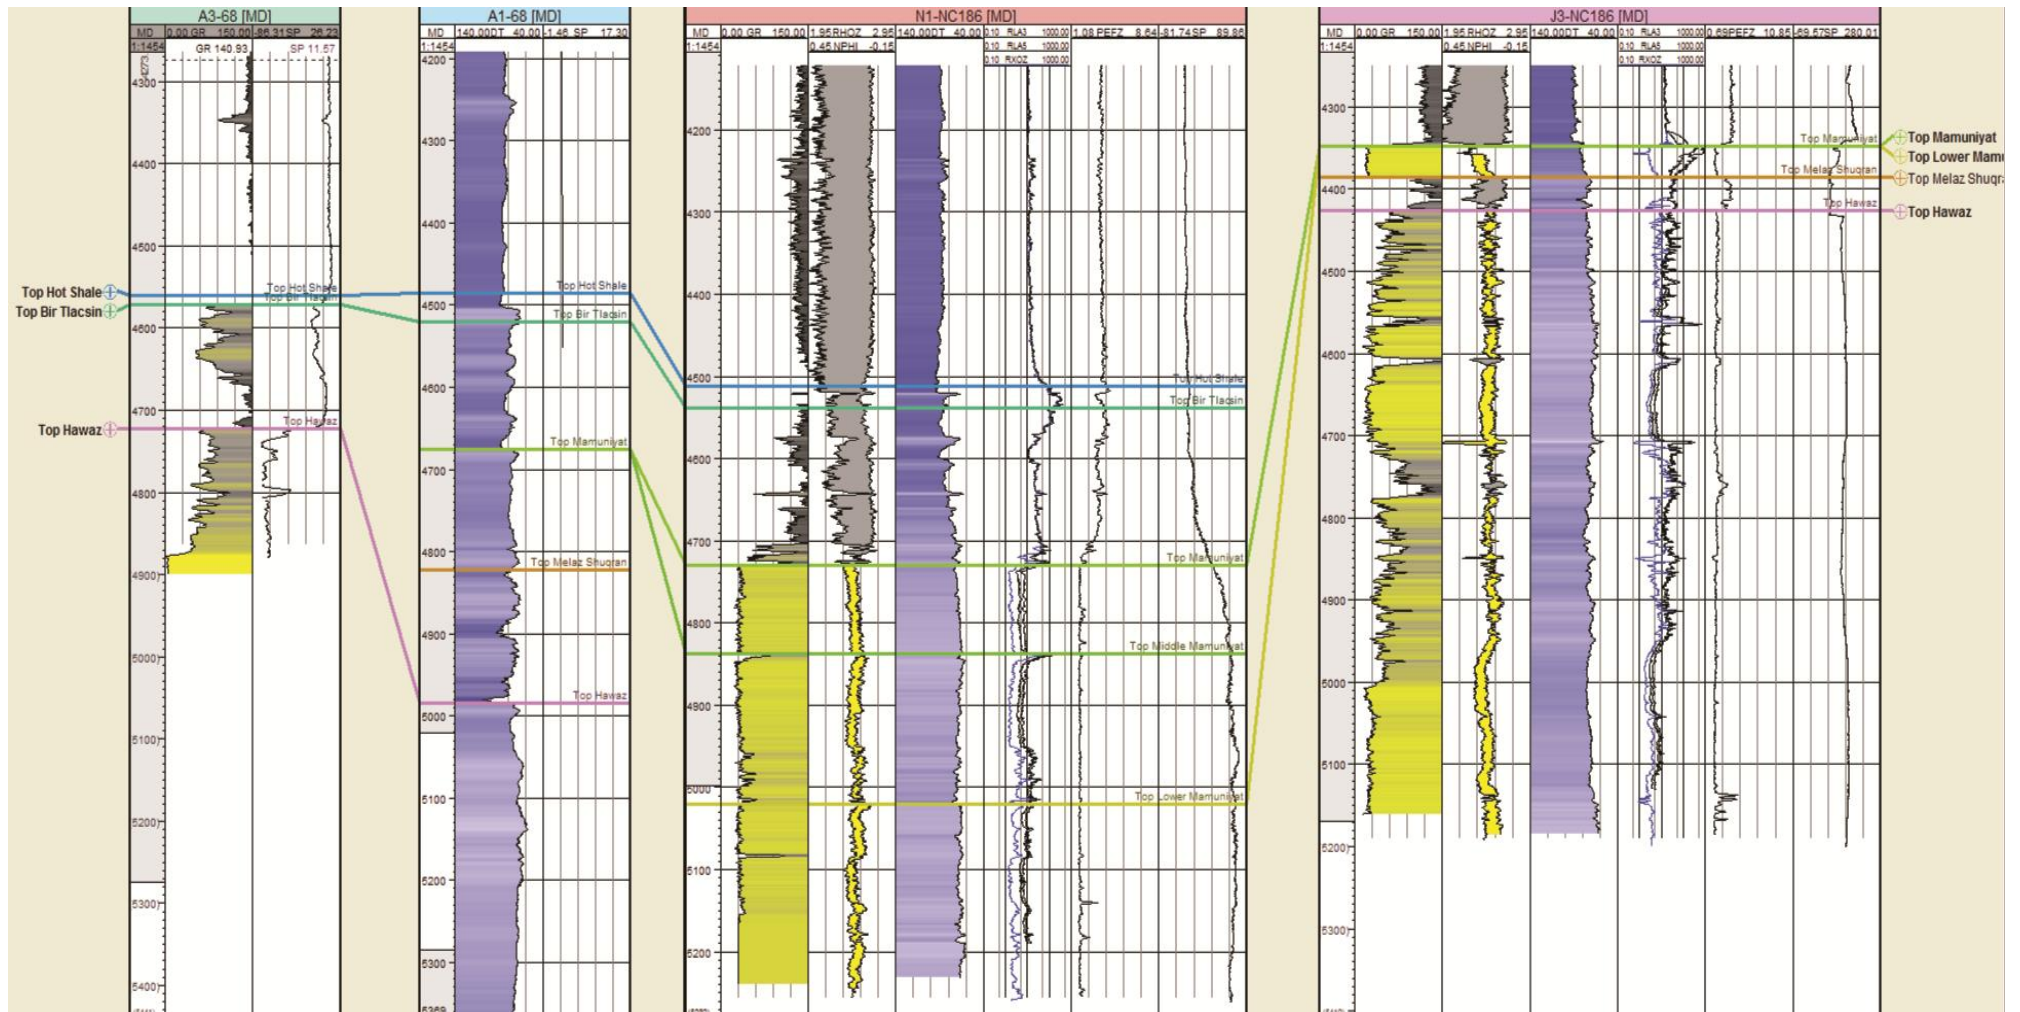 A3-68 [MD]
A1-68 [MD]
N1-NC186 [MD]
J3-NC186 [MD]
MD 0.00 GR 150.00 -86.31 SP 26.23
1:1454 GR 140.93 SP 11.57
MD 140.00 DT 40.00 -1.46 SP 17.30
1:1454
MD 0.00 GR 150.00 1.95 RHOZ 2.95 140.00 DT 40.00 0.10 RLA3 1000.00 1.08 PEFZ 8.64 -81.74 SP 89.86
1:1454 0.45 NPHI -0.15 0.10 RLA5 1000.00
0.10 RXOZ 1000.00
MD 0.00 GR 150.00 1.95 RHOZ 2.95 140.00 DT 40.00 0.10 RLA3 1000.00 0.69 PEFZ 10.85 -69.57 SP 280.01
1:1454 0.45 NPHI -0.15 0.10 RLA5 1000.00
0.10 RXOZ 1000.00
4273
4300
4400
4500
4600
4700
4800
4900
5000
5100
5200
5300
5400
Top Hot Shale
Top Bir Tlacsin
Top Hawaz
Top Hot Shale
Top Bir Tlacsin
Top Hawaz
4200
4300
4400
4500
4600
4700
4800
4900
5000
5100
5200
5300
5369
Top Hot Shale
Top Bir Tlaqsin
Top Mamuniyat
Top Melaz Shuqran
Top Hawaz
4200
4300
4400
4500
4600
4700
4800
4900
5000
5100
5200
Top Hot Shale
Top Bir Tlaqsin
Top Mamuniyat
Top Middle Mamuniyat
Top Lower Mamuniyat
4300
4400
4500
4600
4700
4800
4900
5000
5100
5200
5300
Top Mamuniyat
Top Melaz Shuqran
Top Hawaz
Top Mamuniyat
Top Lower Mamu
Top Melaz Shuqra
Top Hawaz